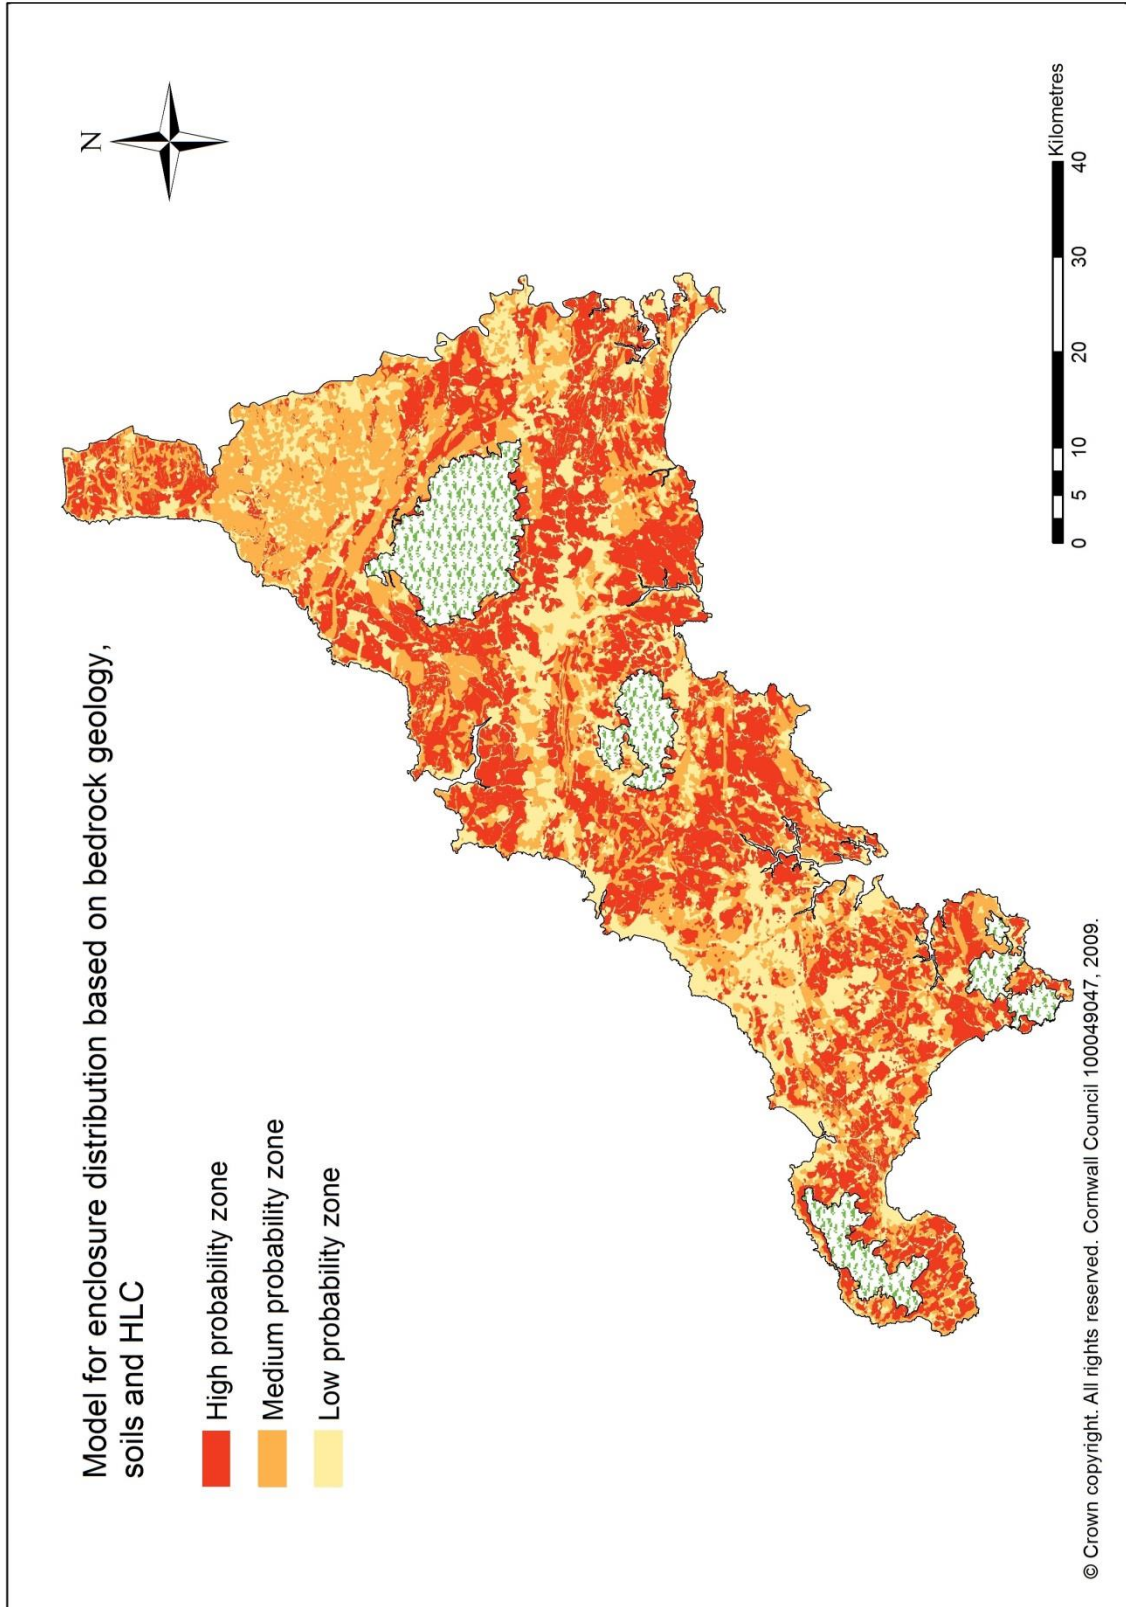 Model for enclosure distribution based on bedrock geology,
soils and HLC
N
High probability zone
Medium probability zone
Low probability zone
Kilometres
0 5 10 20 30 40
© Crown copyright. All rights reserved. Cornwall Council 100049047, 2009.